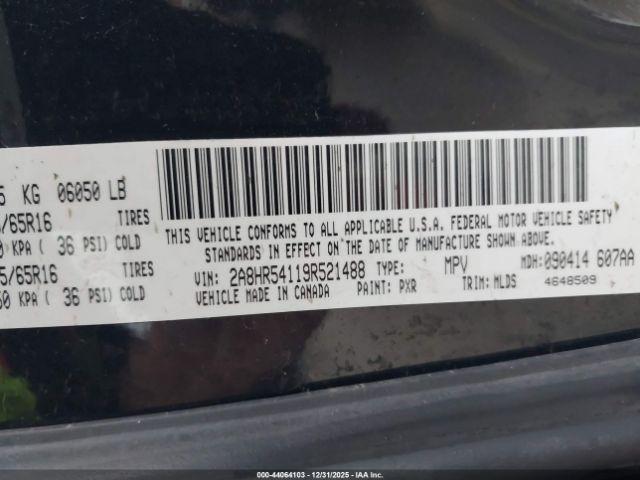 5 KG 06050 LB
/65R16 TIRES
0 KPA ( 36 PSI) COLD
5/65R16 TIRES
50 KPA ( 36 PSI) COLD
THIS VEHICLE CONFORMS TO ALL APPLICABLE U.S.A. FEDERAL MOTOR VEHICLE SAFETY
STANDARDS IN EFFECT ON THE DATE OF MANUFACTURE SHOWN ABOVE.
VIN: 2A8HR54119R521488 TYPE: MPV MDH: 090414 607AA
VEHICLE MADE IN CANADA PAINT: PXR TRIM: MLDS 4648509
000-44064103 - 12/31/2025 - IAAI.COM